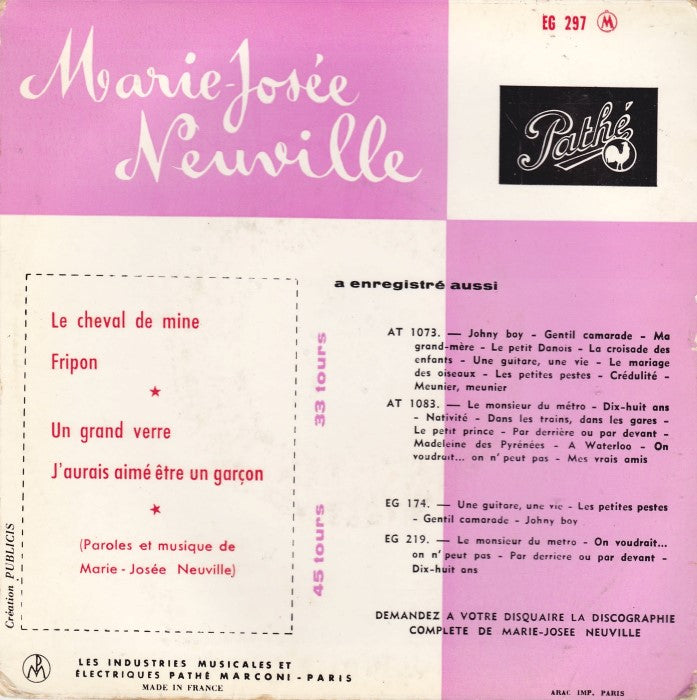 EG 297 M
Marie-Josée
Neuville
Pathé
Le cheval de mine
Fripon
★
Un grand verre
J'aurais aimé être un garçon
★
(Paroles et musique de
Marie-Josée Neuville)
a enregistré aussi
33 tours
AT 1073. — Johny boy - Gentil camarade - Ma
grand-mère - Le petit Danois - La croisade des
enfants - Une guitare, une vie - Le mariage
des oiseaux - Les petites pestes - Crédulité -
Meunier, meunier
AT 1083. — Le monsieur du métro - Dix-huit ans
- Nativité - Dans les trains, dans les gares -
Le petit prince - Par derrière ou par devant -
Madeleine des Pyrénées - A Waterloo - On
voudrait... on n'peut pas - Mes vrais amis
45 tours
EG 174. — Une guitare, une vie - Les petites pestes
- Gentil camarade - Johny boy
EG 219. — Le monsieur du metro - On voudrait...
on n'peut pas - Par derriere ou par devant -
Dix-huit ans
DEMANDEZ A VOTRE DISQUAIRE LA DISCOGRAPHIE
COMPLETE DE MARIE-JOSEE NEUVILLE
Création PUBLICIS
PM
LES INDUSTRIES MUSICALES ET
ÉLECTRIQUES PATHÉ MARCONI - PARIS
MADE IN FRANCE
ARAC IMP. PARIS